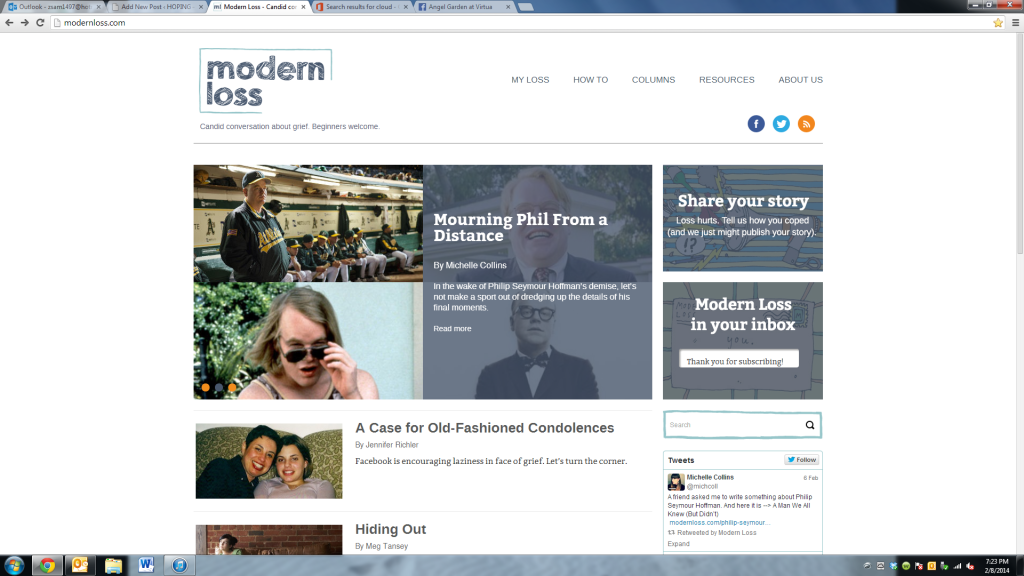 Outlook - zsam1497@hot
Add New Post ‹ HOPING
Modern Loss - Candid co
Search results for cloud -
Angel Garden at Virtua
modernloss.com
modern
loss
MY LOSS HOW TO COLUMNS RESOURCES ABOUT US
Candid conversation about grief. Beginners welcome.
Mourning Phil From a
Distance
By Michelle Collins
In the wake of Philip Seymour Hoffman's demise, let's
not make a sport out of dredging up the details of his
final moments.
Read more
Share your story
Loss hurts. Tell us how you coped
(and we just might publish your story).
Modern Loss
in your inbox
Thank you for subscribing!
Search
A Case for Old-Fashioned Condolences
By Jennifer Richler
Facebook is encouraging laziness in face of grief. Let's turn the corner.
Hiding Out
By Meg Tansey
Tweets
Follow
Michelle Collins 6 Feb
@michcoll
A friend asked me to write something about Philip
Seymour Hoffman. And here it is --> A Man We All
Knew (But Didn't)
modernloss.com/philip-seymour...
Retweeted by Modern Loss
Expand
7:23 PM
2/8/2014